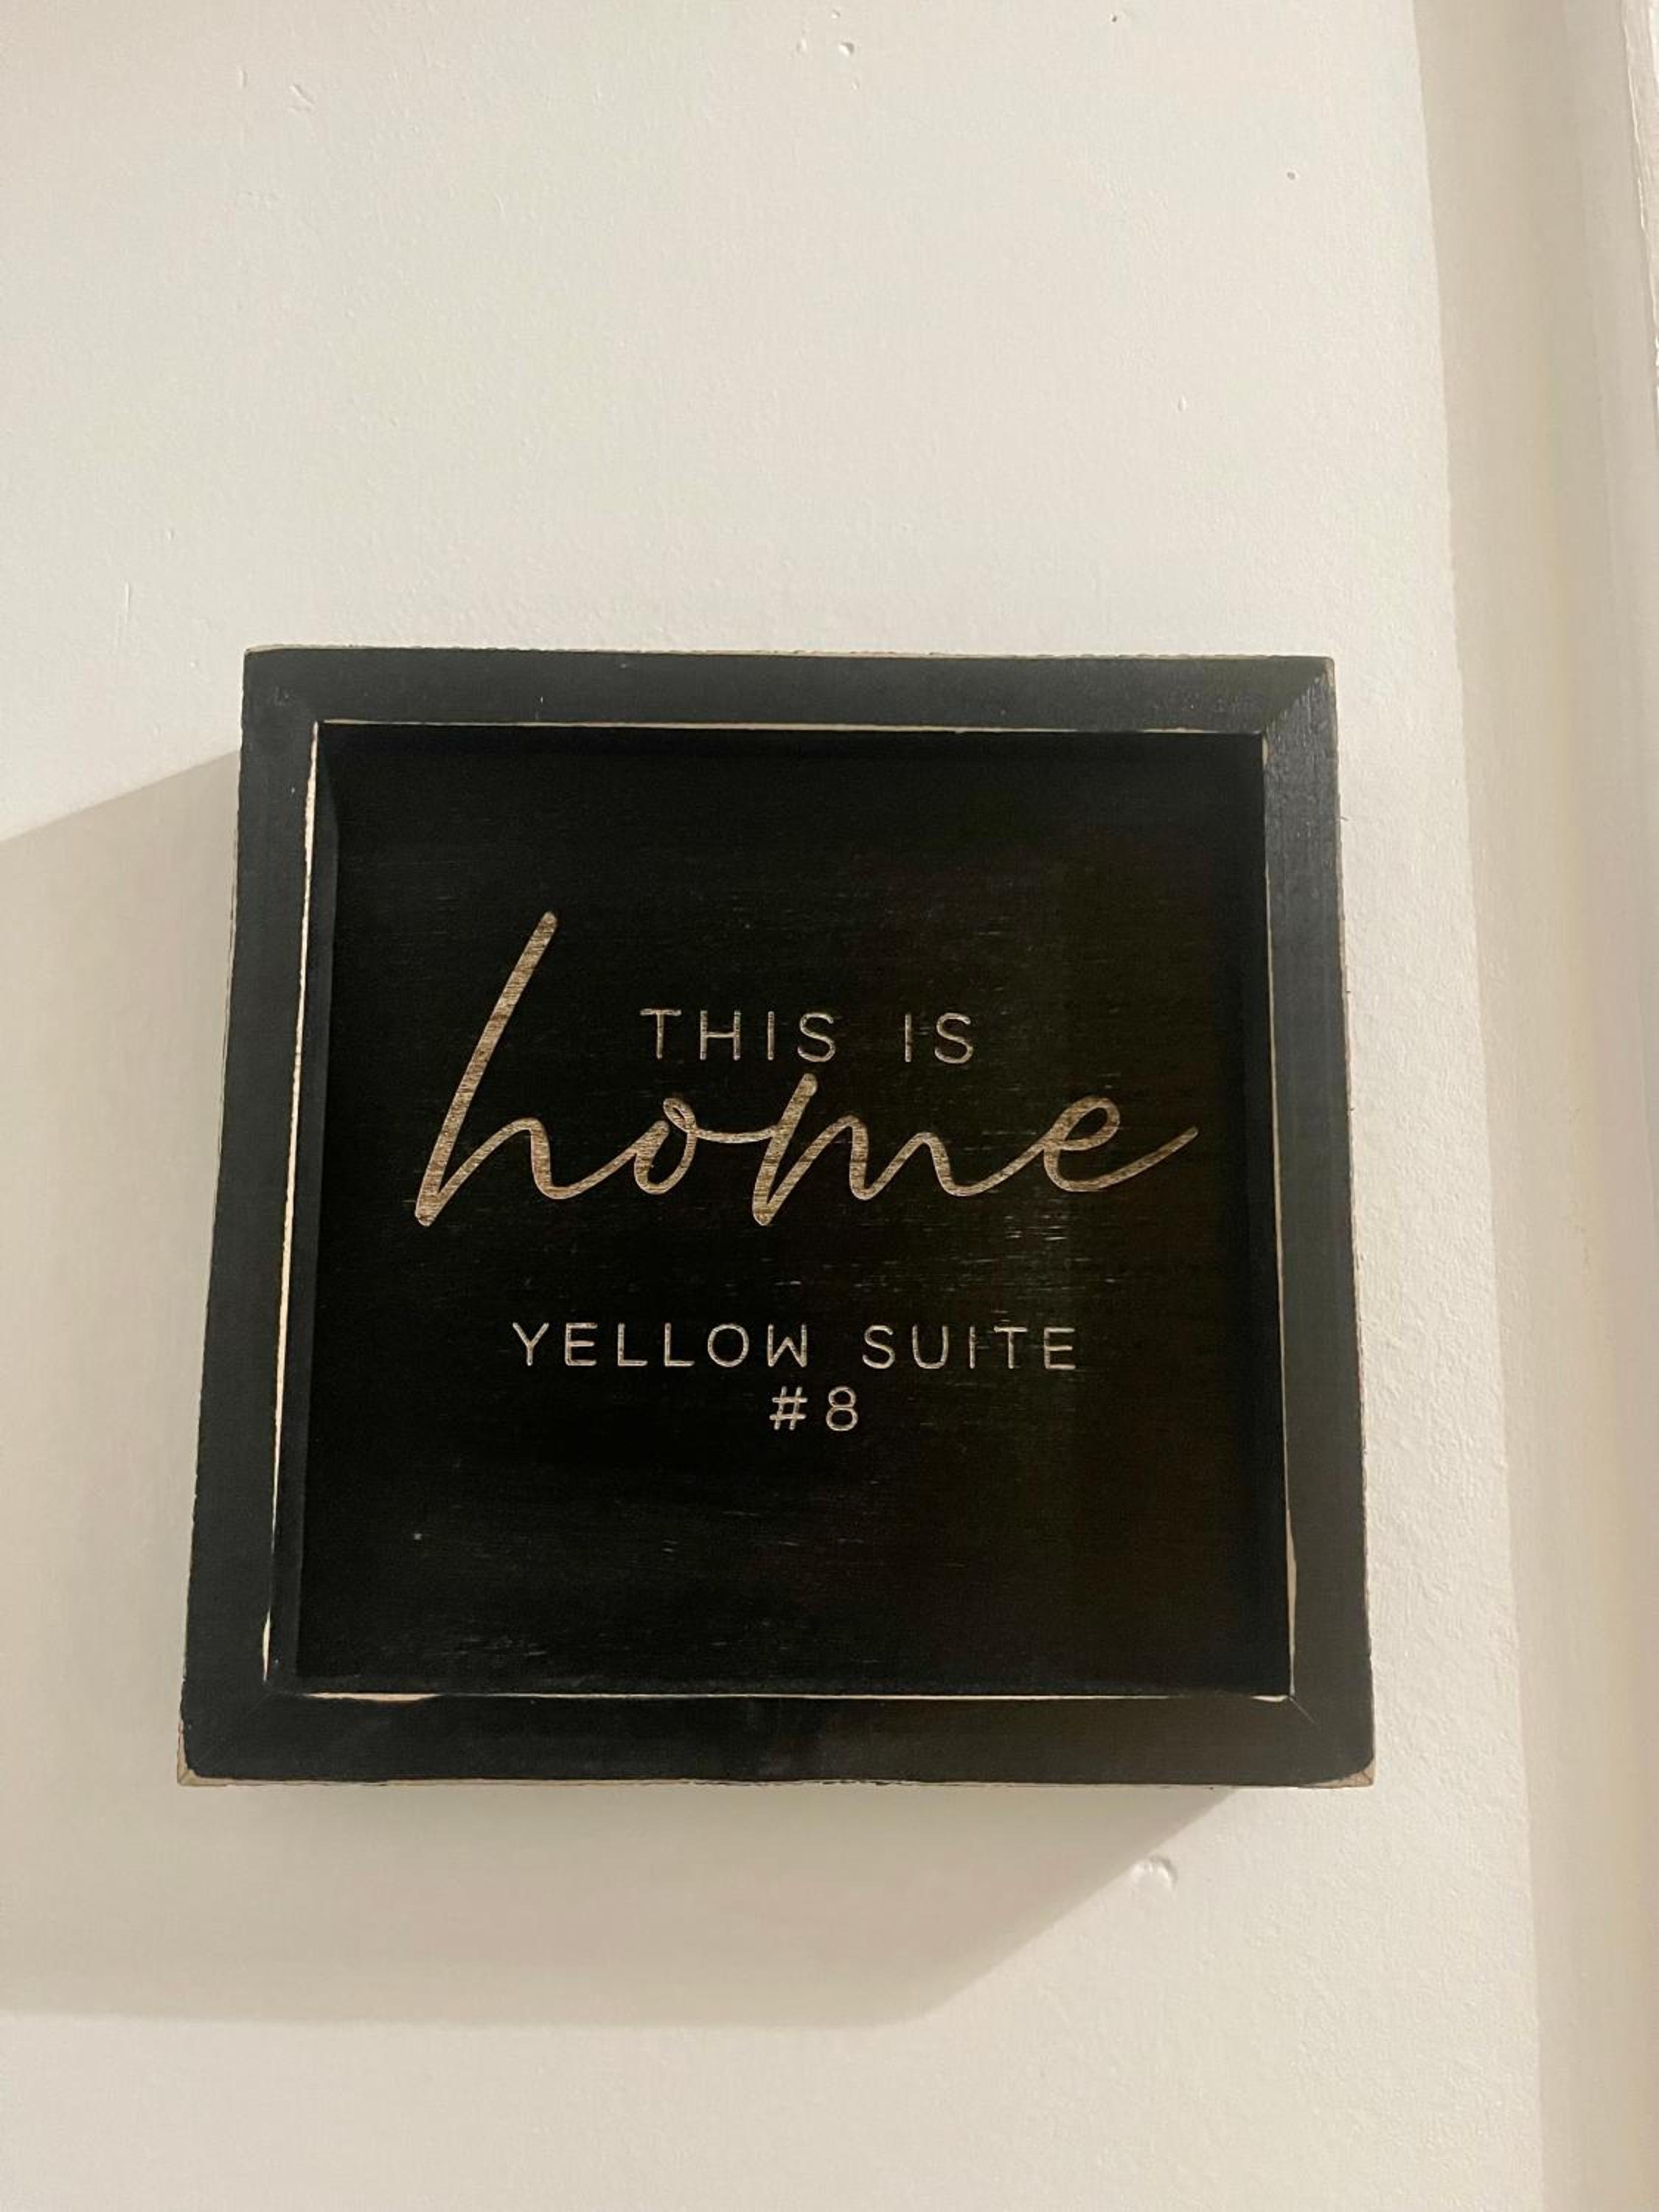 THIS IS
home
YELLOW SUITE
#8